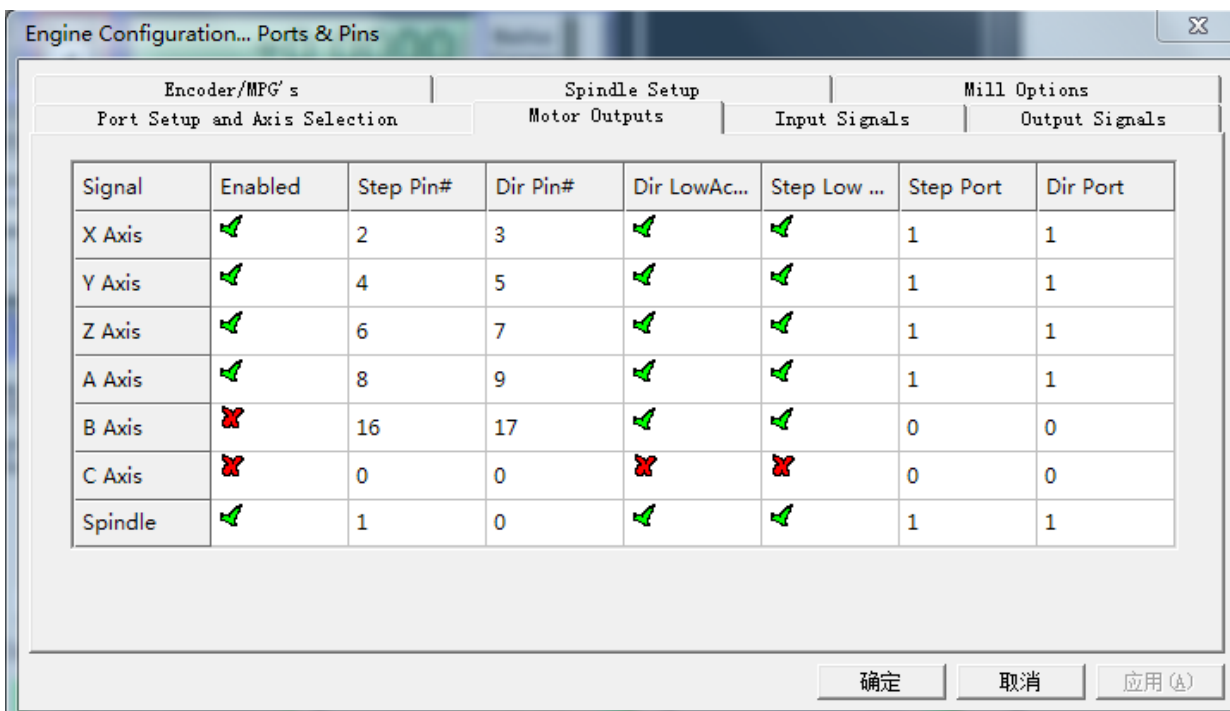 Engine Configuration... Ports & Pins
Encoder/MPG's Spindle Setup Mill Options
Port Setup and Axis Selection Motor Outputs Input Signals Output Signals
Signal Enabled Step Pin# Dir Pin# Dir LowAc... Step Low ... Step Port Dir Port
X Axis 2 3 1 1
Y Axis 4 5 1 1
Z Axis 6 7 1 1
A Axis 8 9 1 1
B Axis 16 17 0 0
C Axis 0 0 0 0
Spindle 1 0 1 1
确定 取消 应用(A)